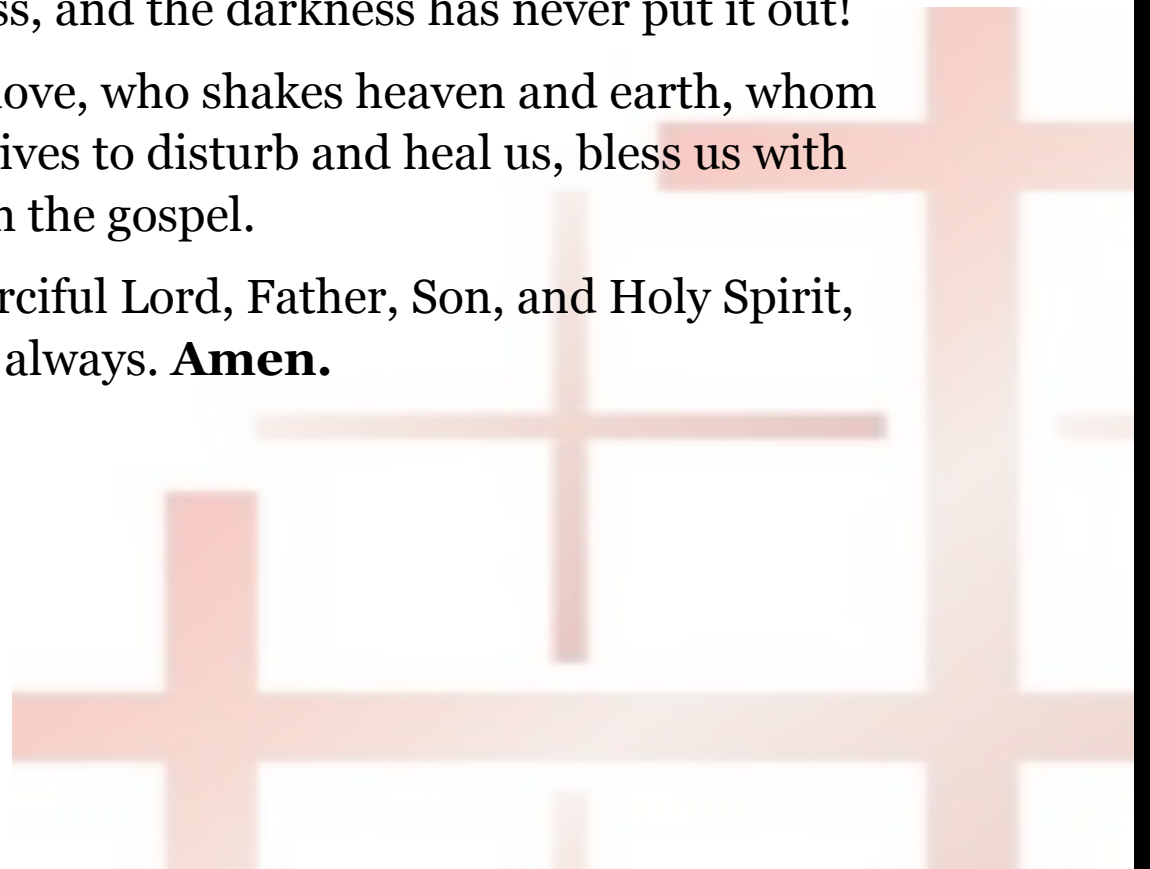 ss, and the darkness has never put it out!
love, who shakes heaven and earth, whom
ives to disturb and heal us, bless us with
n the gospel.
rciful Lord, Father, Son, and Holy Spirit,
always. Amen.